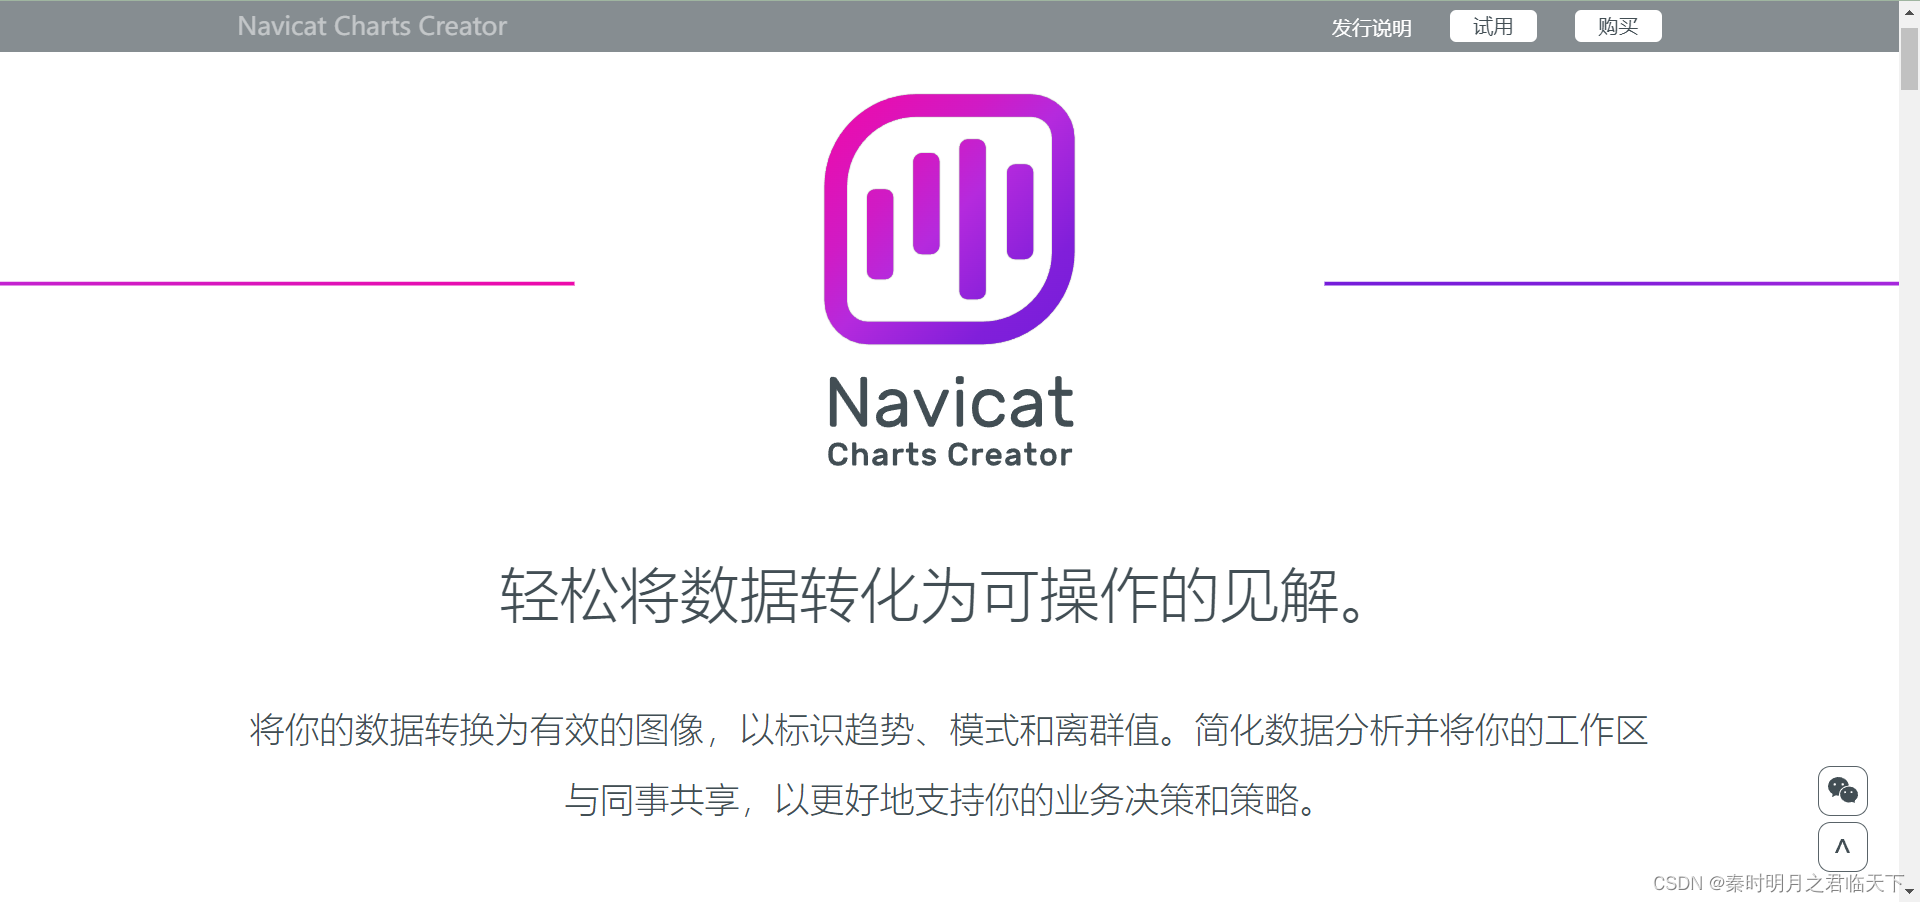 Navicat Charts Creator
发行说明
试用
购买
Navicat
Charts Creator
轻松将数据转化为可操作的见解。
将你的数据转换为有效的图像，以标识趋势、模式和离群值。简化数据分析并将你的工作区
与同事共享，以更好地支持你的业务决策和策略。
CSDN @秦时明月之君临天下